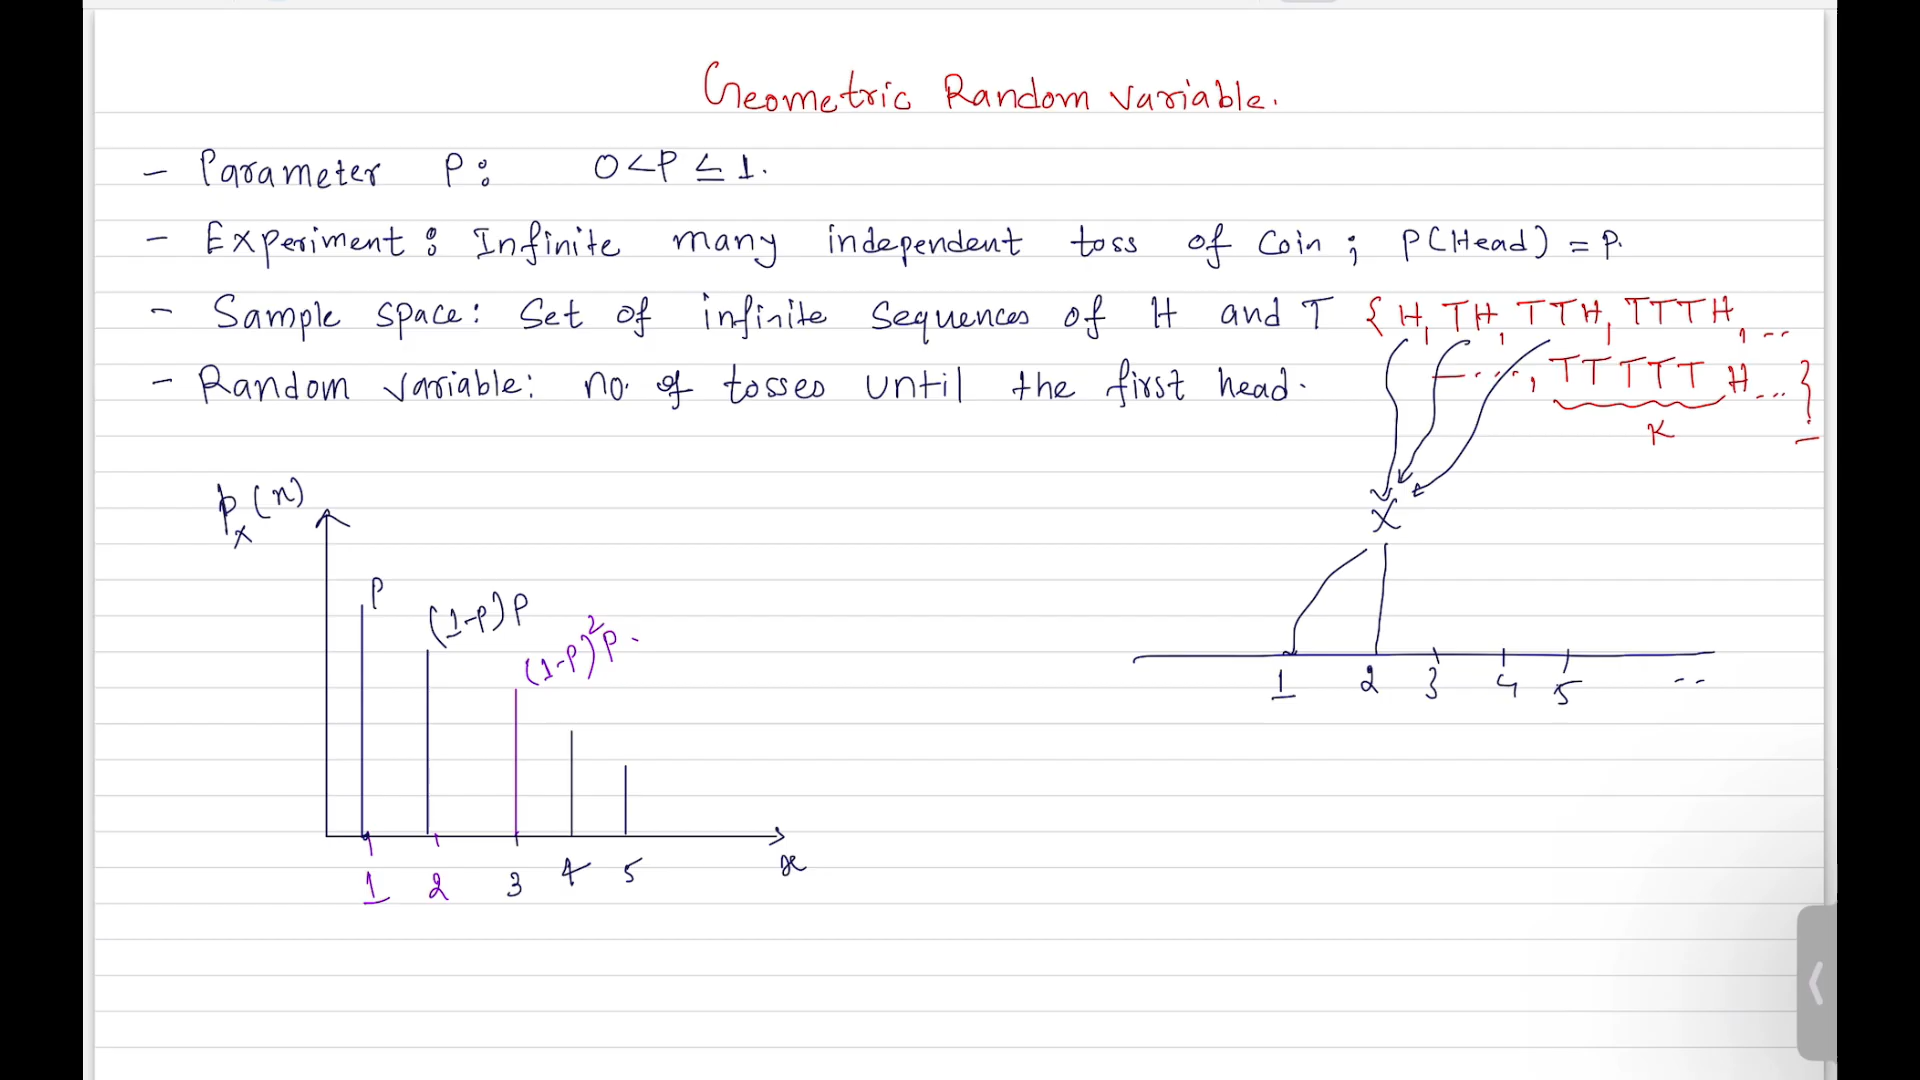 Geometric Random Variable.
- Parameter P: 0<P≤1.
- Experiment: Infinite many independent toss of Coin; P(Head) = P.
- Sample space: Set of infinite Sequences of H and T {H, TH, TTH, TTTH, ...
- Random Variable: no. of tosses until the first head.
....., TTTTT H... }
K
X
1 2 3 4 5 --
p_X(x)
P
(1-P)P
(1-P)²P.
1 2 3 4 5
x